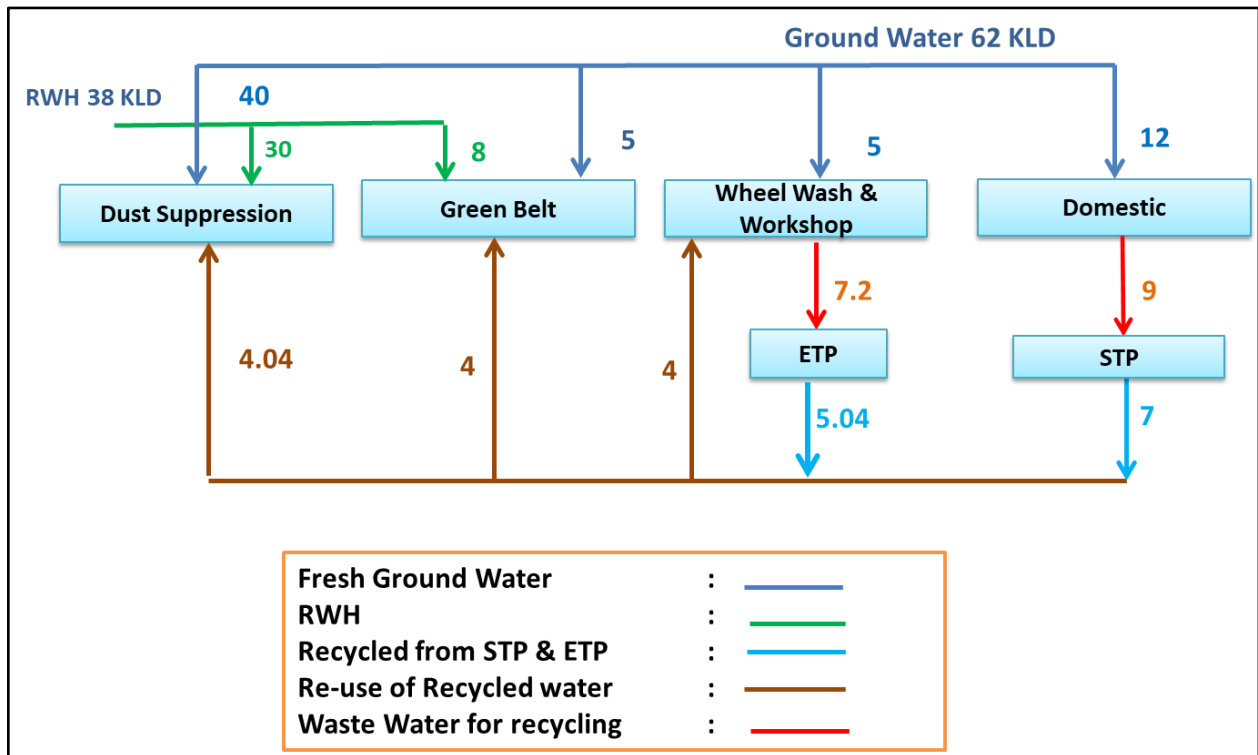 Ground Water 62 KLD
RWH 38 KLD
40
30
8
5
5
12
Dust Suppression
Green Belt
Wheel Wash &
Workshop
Domestic
7.2
9
4.04
4
4
ETP
STP
5.04
7
Fresh Ground Water :
RWH :
Recycled from STP & ETP :
Re-use of Recycled water :
Waste Water for recycling :